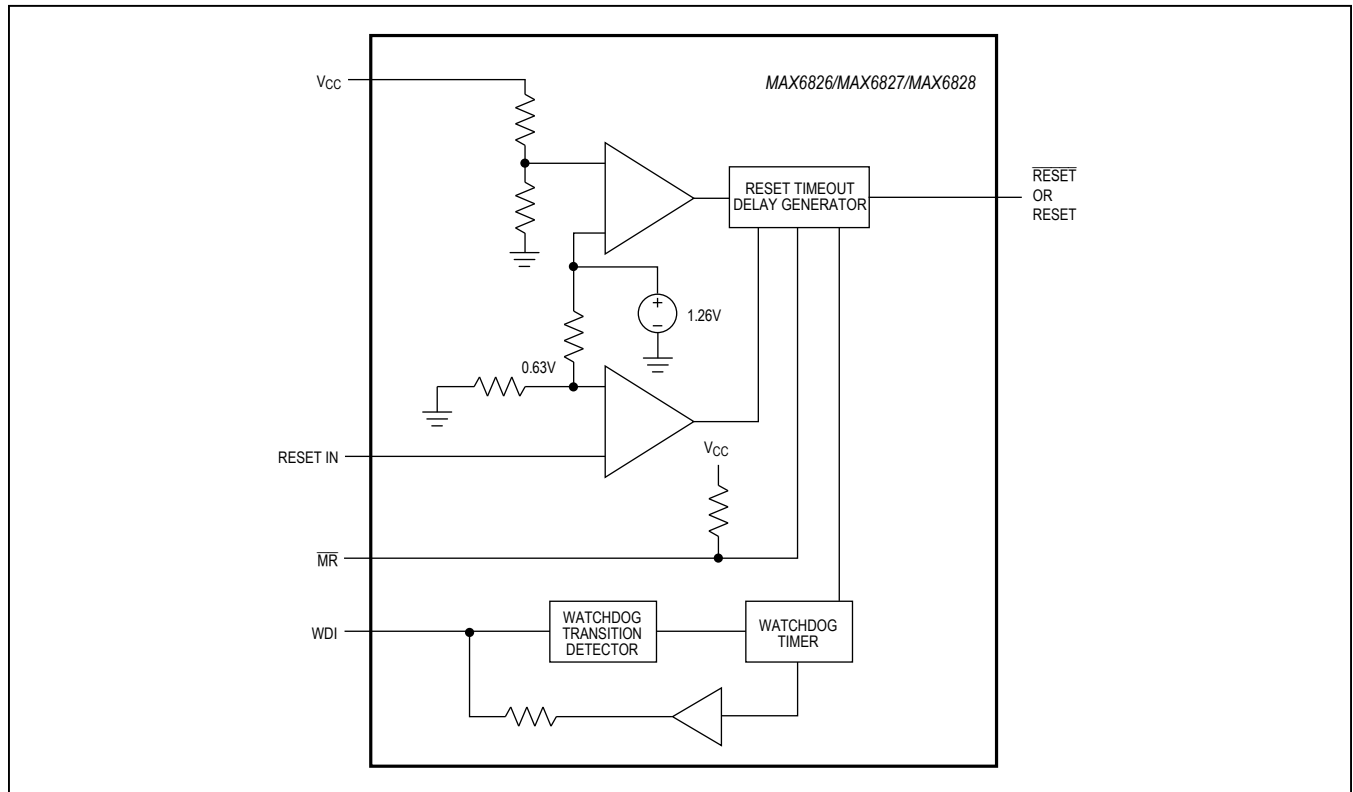 VCC
MAX6826/MAX6827/MAX6828
RESET TIMEOUT
DELAY GENERATOR
RESET
OR
RESET
+
−
1.26V
0.63V
RESET IN
VCC
MR
WDI
WATCHDOG
TRANSITION
DETECTOR
WATCHDOG
TIMER